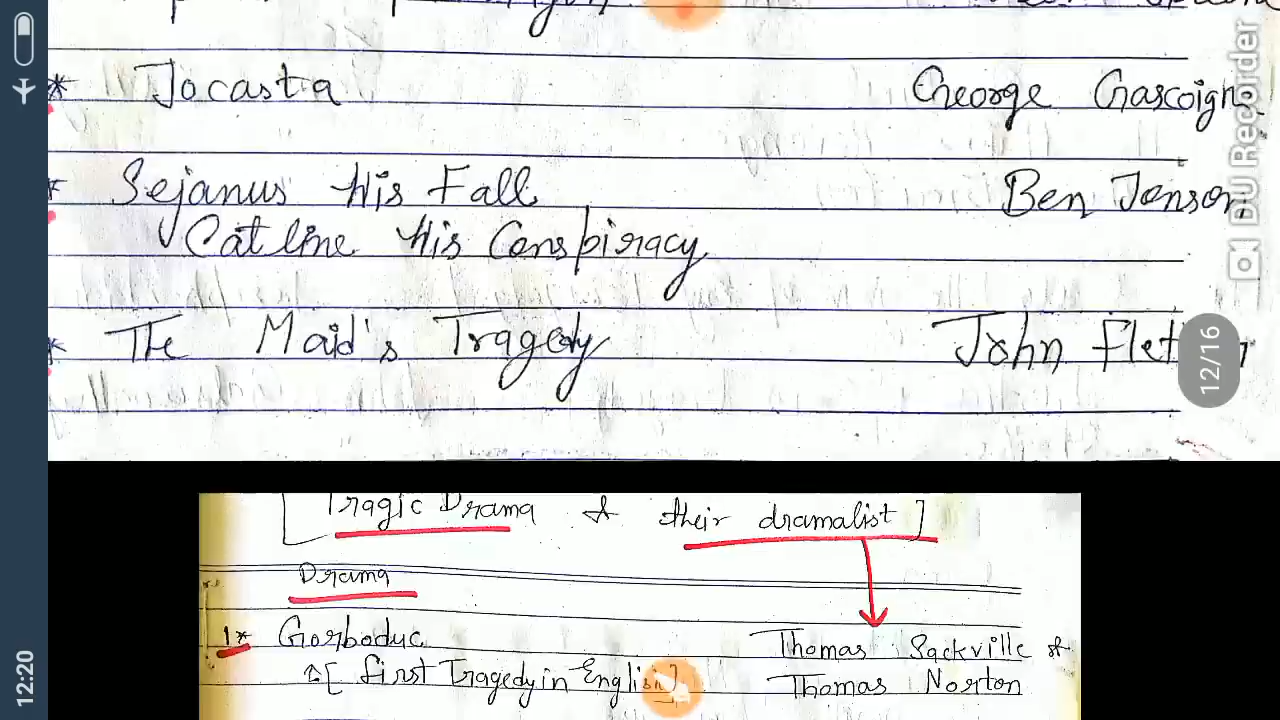 * Jocasta George Gascoign
* Sejanus His Fall Ben Jonson
Catline His Conspiracy
* The Maid's Tragedy John
12/16
DU Recorder
12:20
[Tragic Drama & their dramalist]
Drama
1* Gorboduc Thomas Sackville &
[First Tragedy in English] Thomas Norton